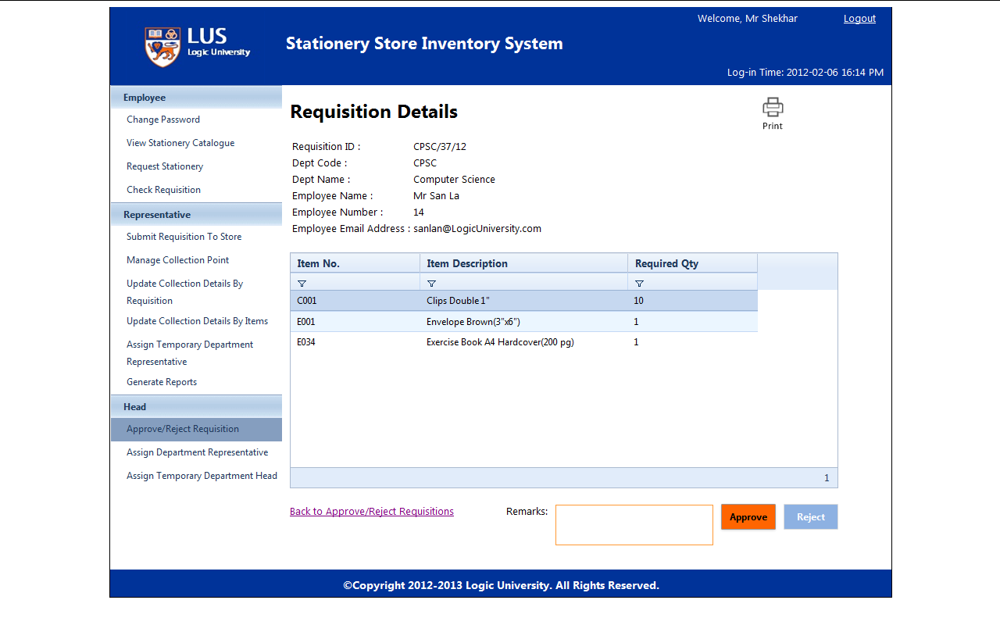 Welcome, Mr Shekhar
Logout
LUS
Logic University
Stationery Store Inventory System
Log-in Time: 2012-02-06 16:14 PM
Employee
Change Password
View Stationery Catalogue
Request Stationery
Check Requisition
Representative
Submit Requisition To Store
Manage Collection Point
Update Collection Details By
Requisition
Update Collection Details By Items
Assign Temporary Department
Representative
Generate Reports
Head
Approve/Reject Requisition
Assign Department Representative
Assign Temporary Department Head
Requisition Details
Print
Requisition ID : CPSC/37/12
Dept Code : CPSC
Dept Name : Computer Science
Employee Name : Mr San La
Employee Number : 14
Employee Email Address : sanlan@LogicUniversity.com
Item No. Item Description Required Qty
C001 Clips Double 1" 10
E001 Envelope Brown(3"x6") 1
E034 Exercise Book A4 Hardcover(200 pg) 1
1
Back to Approve/Reject Requisitions
Remarks:
Approve
Reject
©Copyright 2012-2013 Logic University. All Rights Reserved.